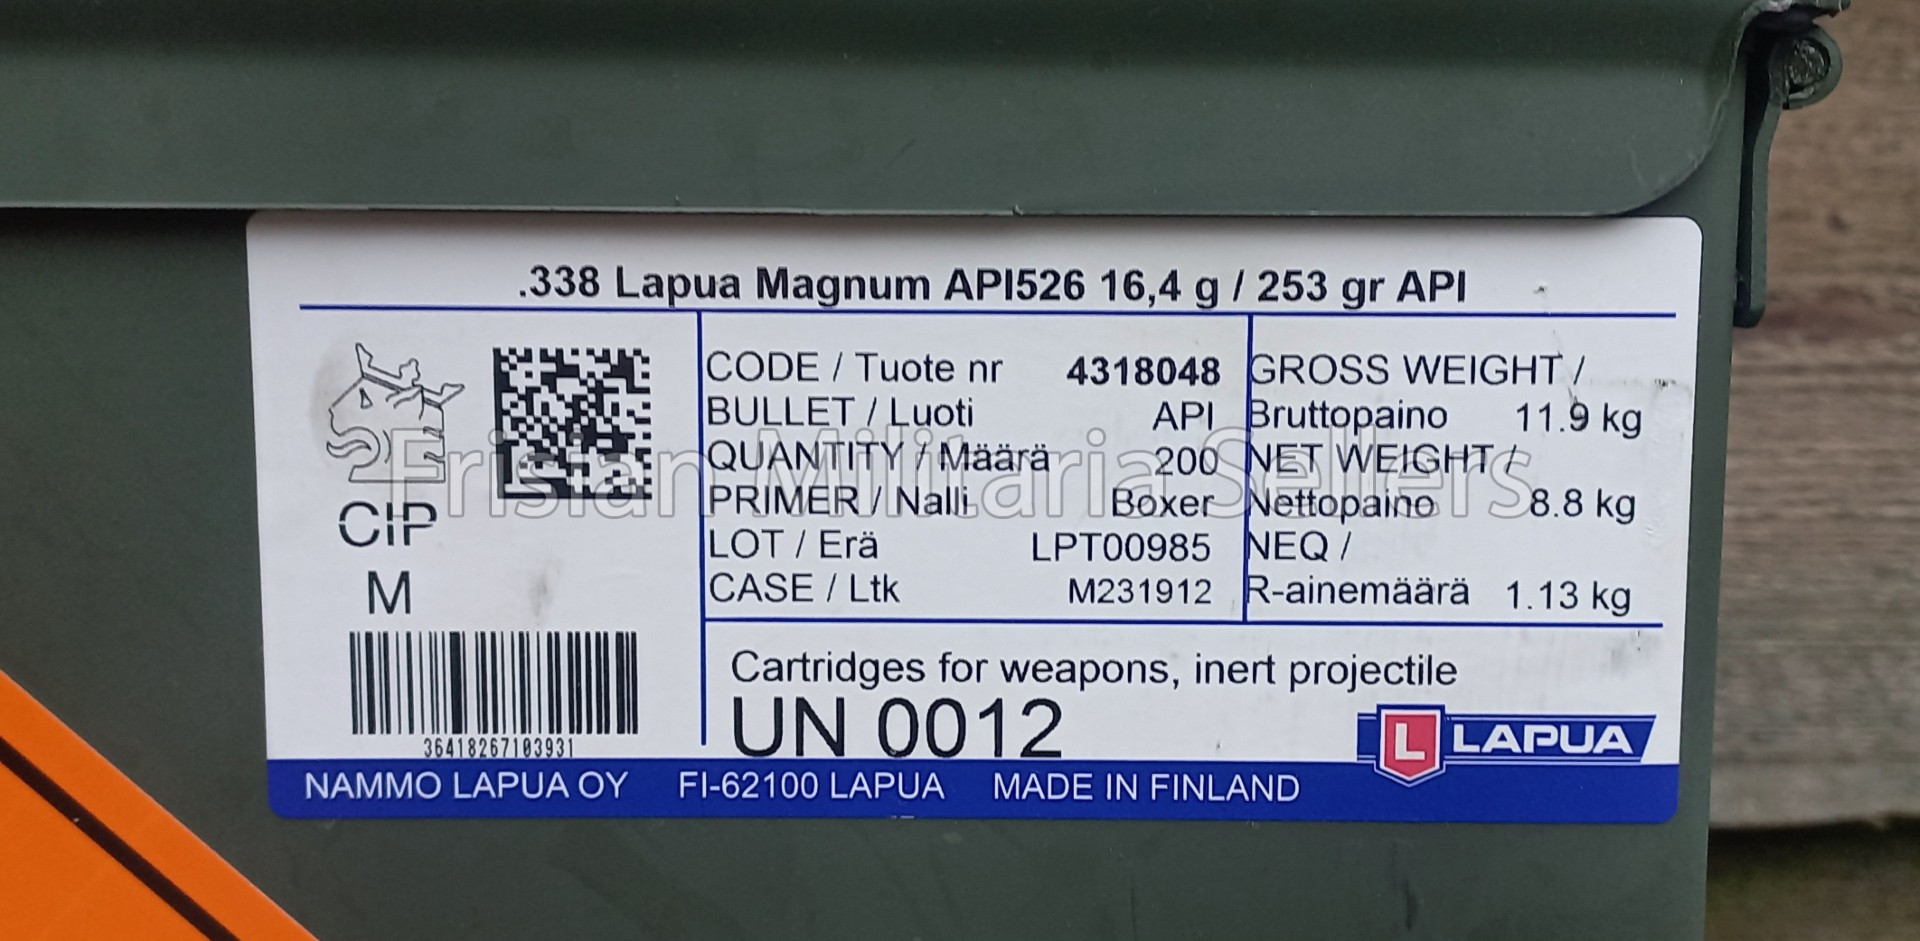 .338 Lapua Magnum API526 16,4 g / 253 gr API
CODE / Tuote nr 4318048
BULLET / Luoti API
QUANTITY / Määrä 200
PRIMER / Nalli Boxer
LOT / Erä LPT00985
CASE / Ltk M231912
GROSS WEIGHT /
Bruttopaino 11.9 kg
NET WEIGHT /
Nettopaino 8.8 kg
NEQ /
R-ainemäärä 1.13 kg
CIP
M
36418267103931
Cartridges for weapons, inert projectile
UN 0012
L LAPUA
NAMMO LAPUA OY FI-62100 LAPUA MADE IN FINLAND
Frisian Militaria Sellers